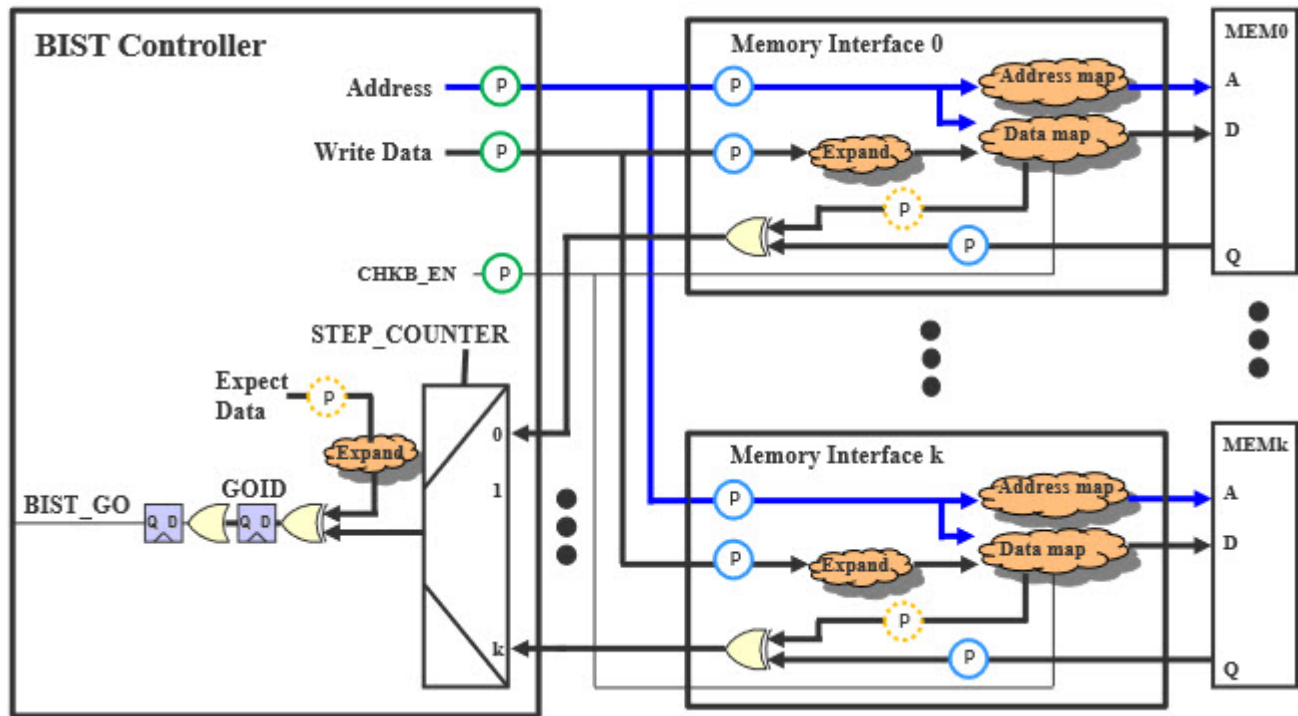 BIST Controller
Address
P
Write Data
P
CHKB_EN
P
STEP_COUNTER
Expect
Data
P
Expand
0
1
k
BIST_GO
GOID
Q D
Q D
Memory Interface 0
P
Address map
P
Expand
Data map
P
P
MEM0
A
D
Q
Memory Interface k
P
Address map
P
Expand
Data map
P
P
MEMk
A
D
Q